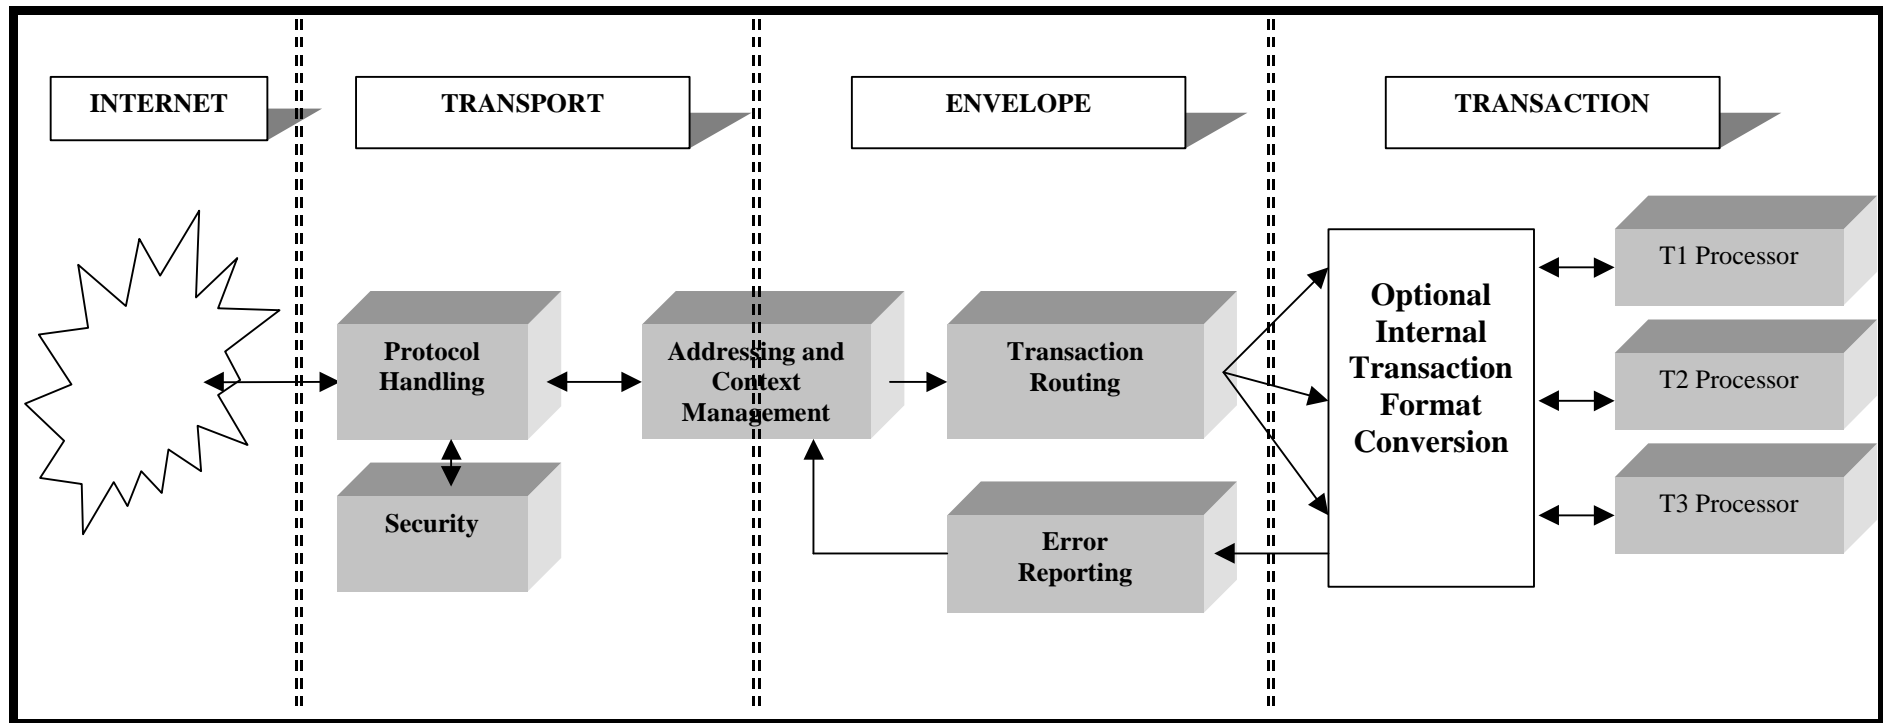 INTERNET
TRANSPORT
ENVELOPE
TRANSACTION
Protocol
Handling
Security
Addressing and
Context
Management
Transaction
Routing
Error
Reporting
Optional
Internal
Transaction
Format
Conversion
T1 Processor
T2 Processor
T3 Processor